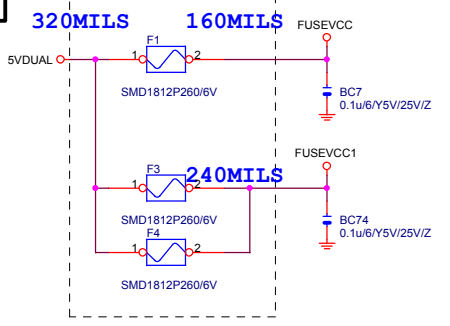 320MILS 160MILS FUSEVCC
F1
5VDUAL 1 2
SMD1812P260/6V
BC7
0.1u/6/Y5V/25V/Z
FUSEVCC1
F3
240MILS
1 2
SMD1812P260/6V
BC74
0.1u/6/Y5V/25V/Z
F4
1 2
SMD1812P260/6V